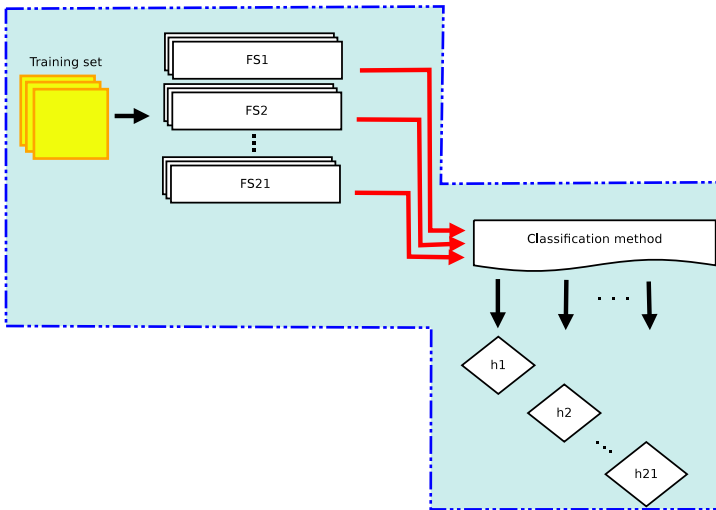 Training set
FS1
FS2
FS21
Classification method
h1
h2
h21